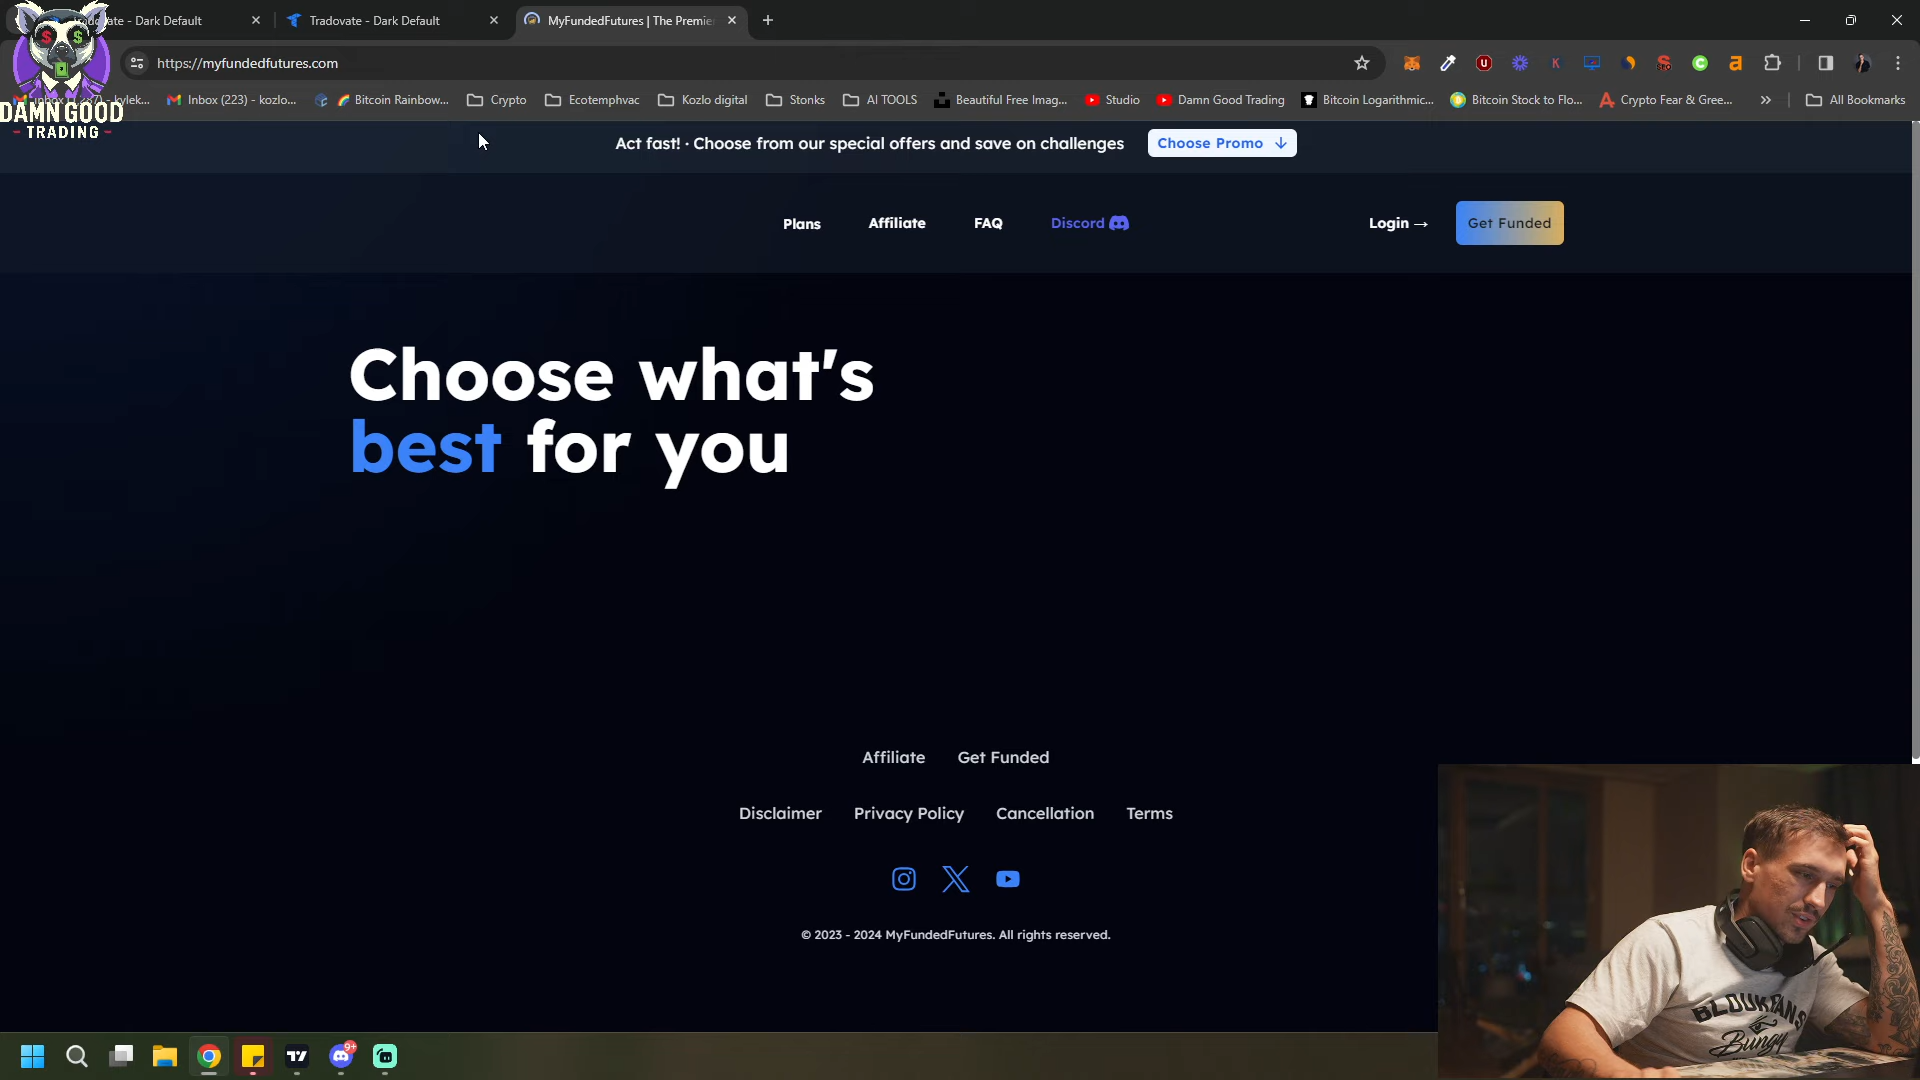 Tradovate - Dark Default
MyFundedFutures | The Premie
https://myfundedfutures.com
Inbox (223) - kozlo...
Bitcoin Rainbow...
Crypto
Ecotemphvac
Kozlo digital
Stonks
AI TOOLS
Beautiful Free Imag...
Studio
Damn Good Trading
Bitcoin Logarithmic...
Bitcoin Stock to Flo...
Crypto Fear & Gree...
All Bookmarks
DAMN GOOD
- TRADING -
Act fast! · Choose from our special offers and save on challenges
Choose Promo ↓
Plans
Affiliate
FAQ
Discord
Login →
Get Funded
Choose what's
best for you
Affiliate
Get Funded
Disclaimer
Privacy Policy
Cancellation
Terms
© 2023 - 2024 MyFundedFutures. All rights reserved.
Bungy